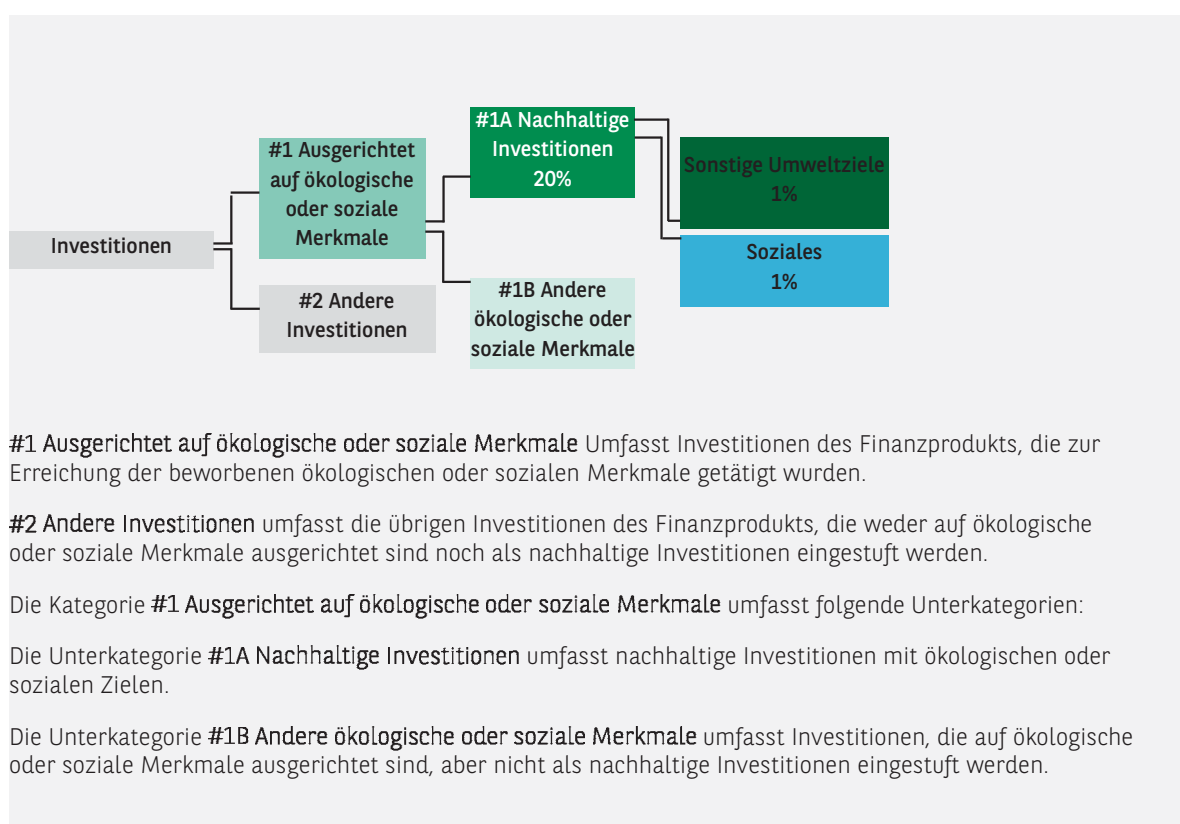 Investitionen
#1 Ausgerichtet
auf ökologische
oder soziale
Merkmale
#2 Andere
Investitionen
#1A Nachhaltige
Investitionen
20%
#1B Andere
ökologische oder
soziale Merkmale
Sonstige Umweltziele
1%
Soziales
1%
#1 Ausgerichtet auf ökologische oder soziale Merkmale Umfasst Investitionen des Finanzprodukts, die zur
Erreichung der beworbenen ökologischen oder sozialen Merkmale getätigt wurden.
#2 Andere Investitionen umfasst die übrigen Investitionen des Finanzprodukts, die weder auf ökologische
oder soziale Merkmale ausgerichtet sind noch als nachhaltige Investitionen eingestuft werden.
Die Kategorie #1 Ausgerichtet auf ökologische oder soziale Merkmale umfasst folgende Unterkategorien:
Die Unterkategorie #1A Nachhaltige Investitionen umfasst nachhaltige Investitionen mit ökologischen oder
sozialen Zielen.
Die Unterkategorie #1B Andere ökologische oder soziale Merkmale umfasst Investitionen, die auf ökologische
oder soziale Merkmale ausgerichtet sind, aber nicht als nachhaltige Investitionen eingestuft werden.